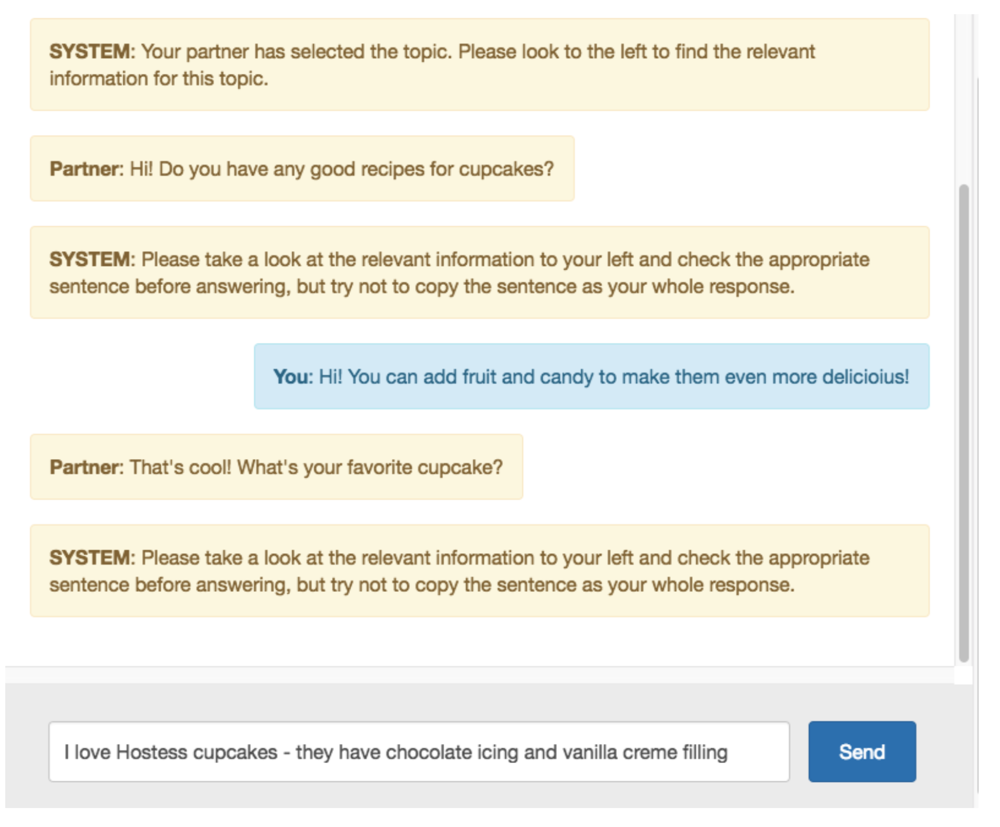 SYSTEM: Your partner has selected the topic. Please look to the left to find the relevant
information for this topic.
Partner: Hi! Do you have any good recipes for cupcakes?
SYSTEM: Please take a look at the relevant information to your left and check the appropriate
sentence before answering, but try not to copy the sentence as your whole response.
You: Hi! You can add fruit and candy to make them even more delicioius!
Partner: That's cool! What's your favorite cupcake?
SYSTEM: Please take a look at the relevant information to your left and check the appropriate
sentence before answering, but try not to copy the sentence as your whole response.
I love Hostess cupcakes - they have chocolate icing and vanilla creme filling
Send